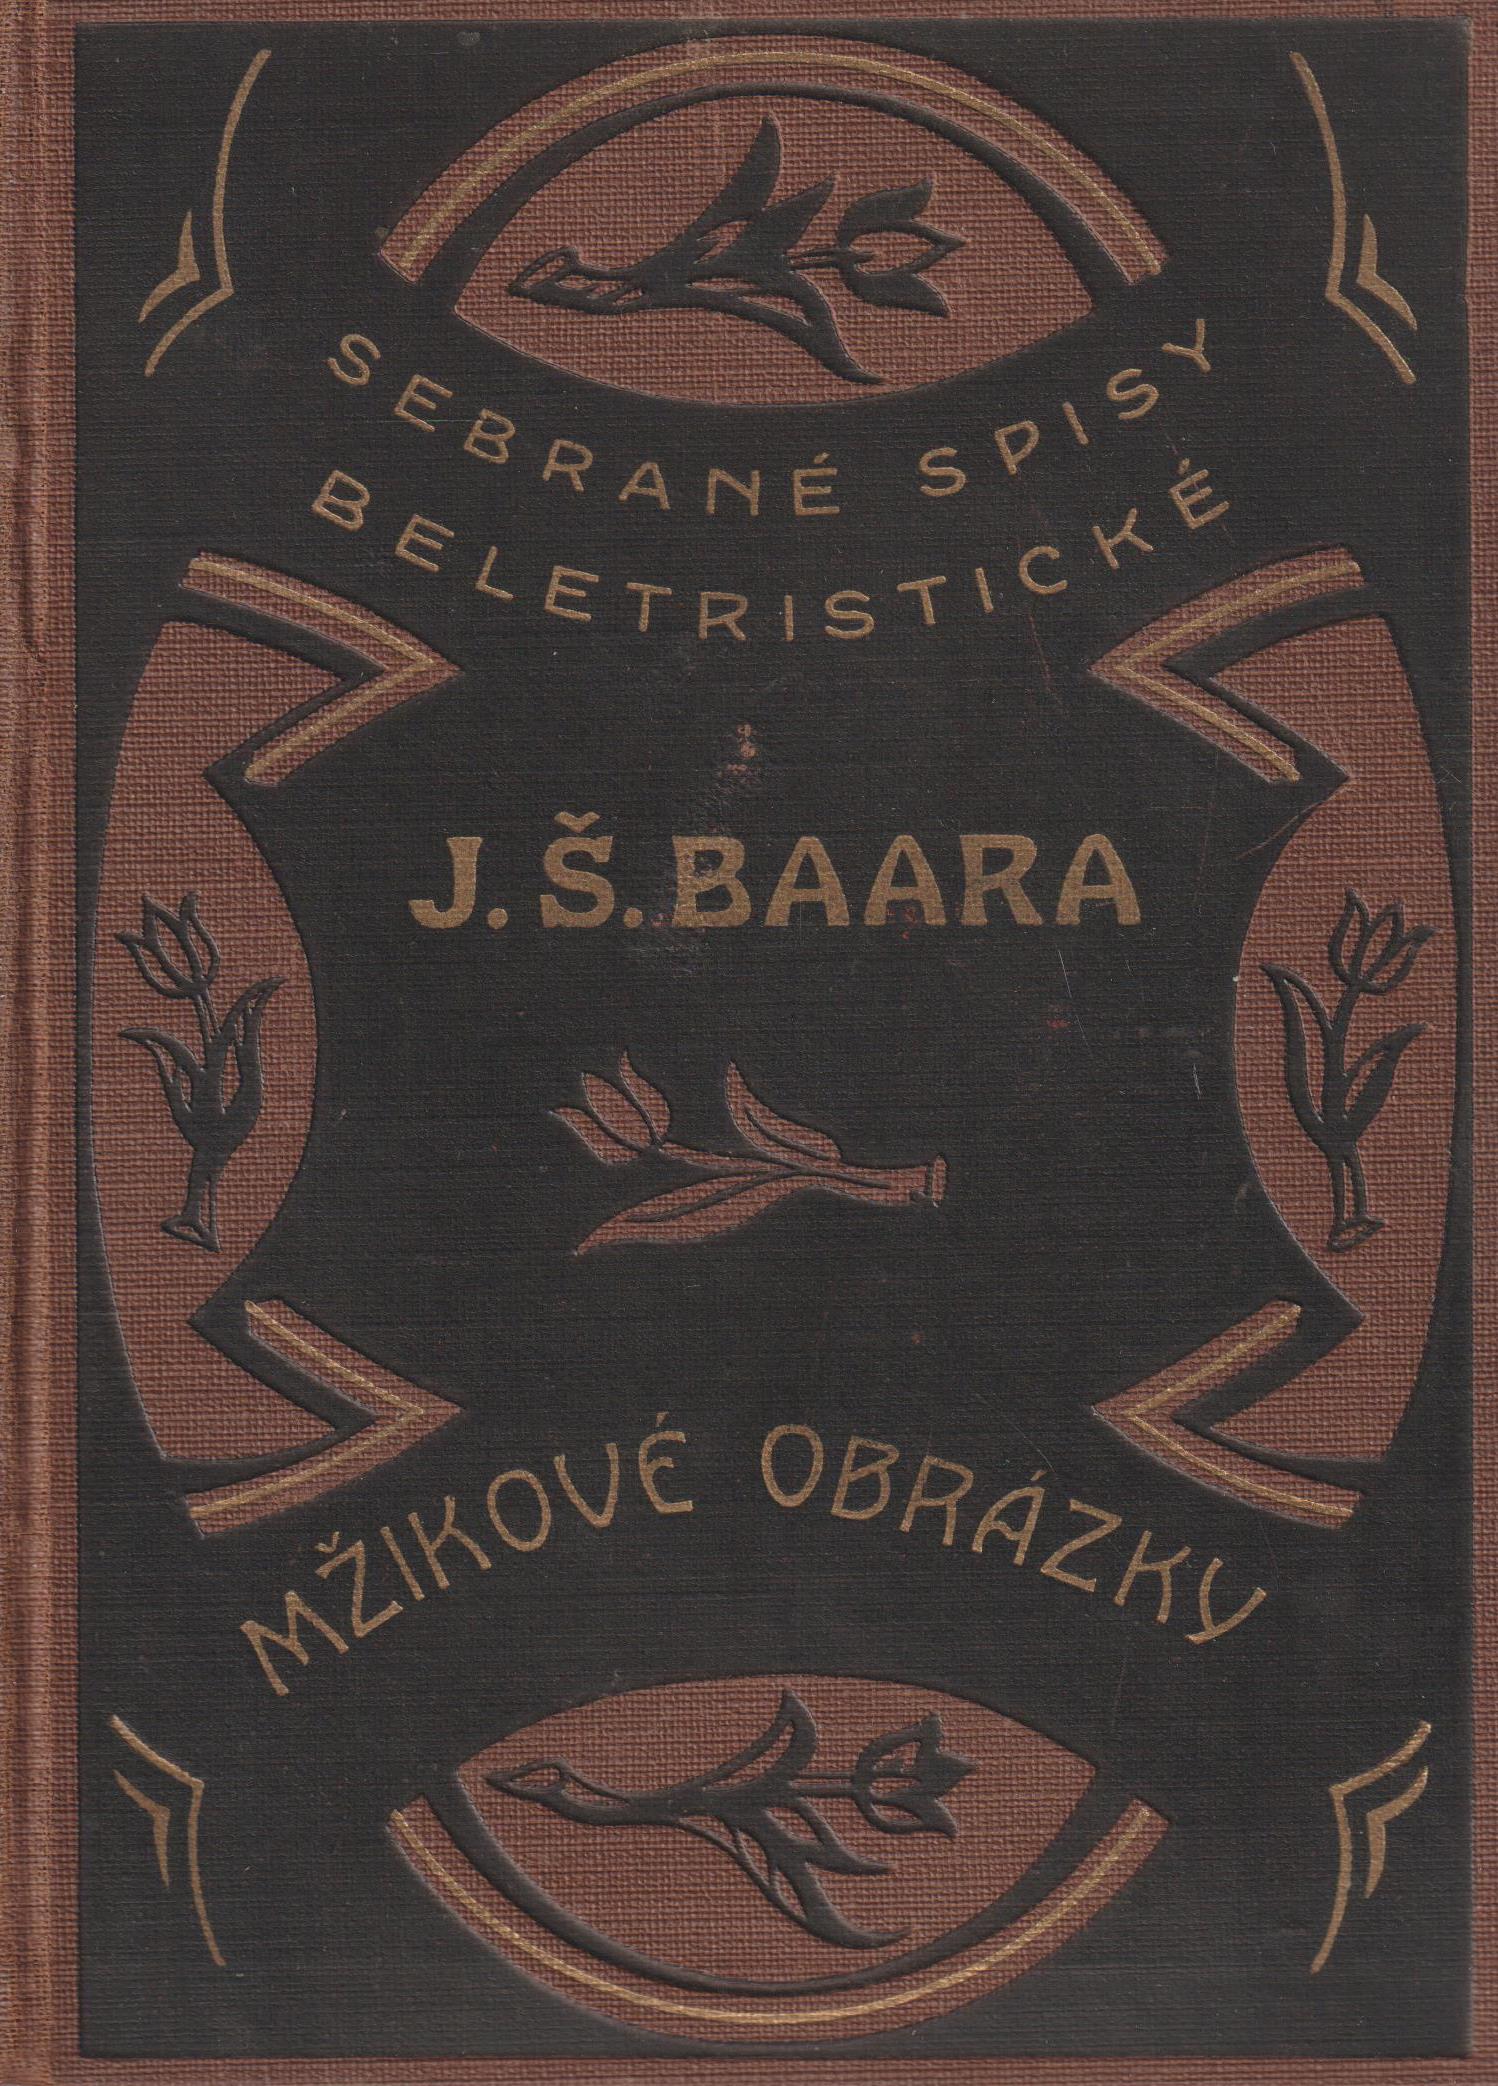 SEBRANÉ SPISY
BELETRISTICKÉ
J. Š. BAARA
MŽIKOVÉ OBRÁZKY